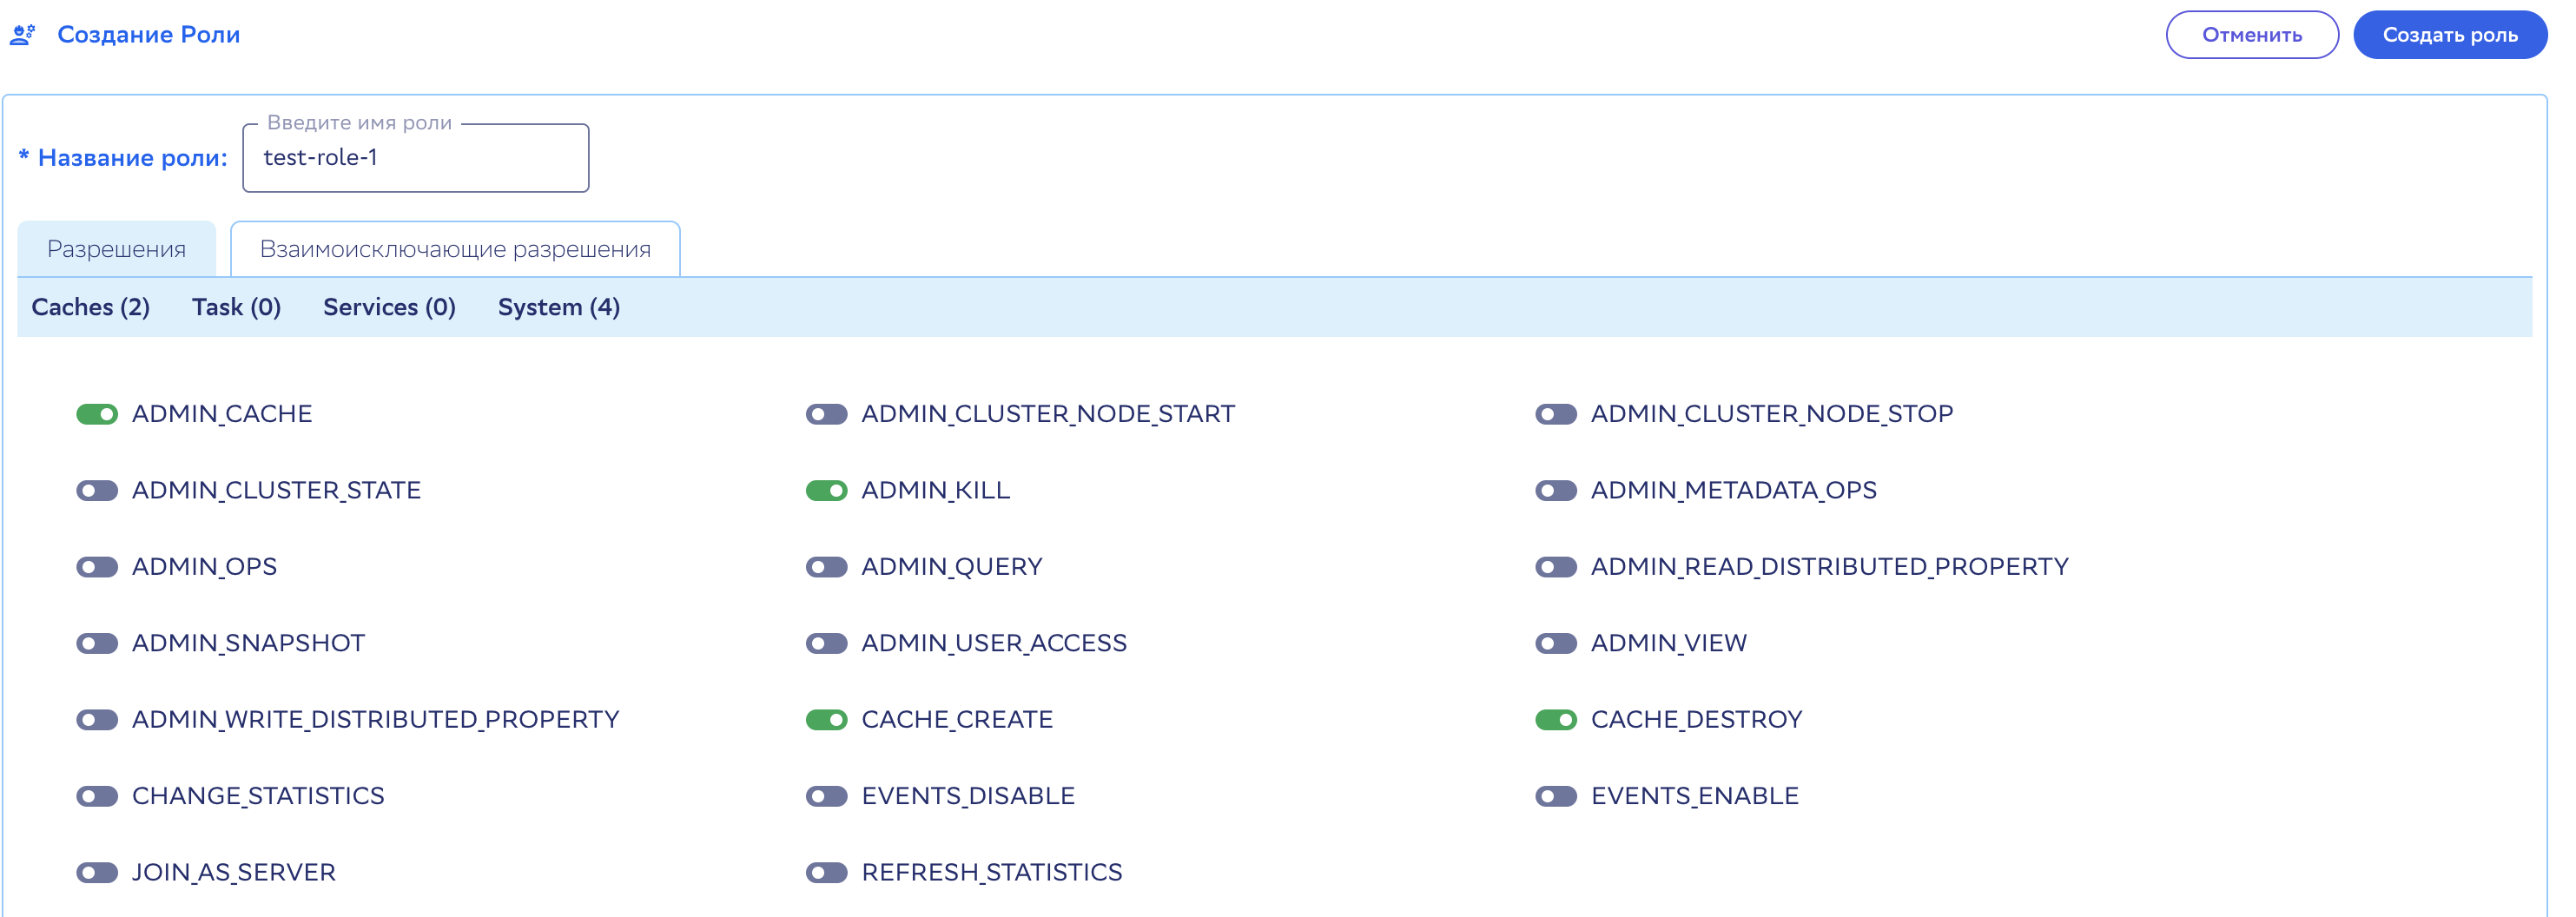 Создание Роли Отменить Создать роль
Введите имя роли
* Название роли: test-role-1
Разрешения Взаимоисключающие разрешения
Caches (2) Task (0) Services (0) System (4)
ADMIN_CACHE ADMIN_CLUSTER_NODE_START ADMIN_CLUSTER_NODE_STOP
ADMIN_CLUSTER_STATE ADMIN_KILL ADMIN_METADATA_OPS
ADMIN_OPS ADMIN_QUERY ADMIN_READ_DISTRIBUTED_PROPERTY
ADMIN_SNAPSHOT ADMIN_USER_ACCESS ADMIN_VIEW
ADMIN_WRITE_DISTRIBUTED_PROPERTY CACHE_CREATE CACHE_DESTROY
CHANGE_STATISTICS EVENTS_DISABLE EVENTS_ENABLE
JOIN_AS_SERVER REFRESH_STATISTICS